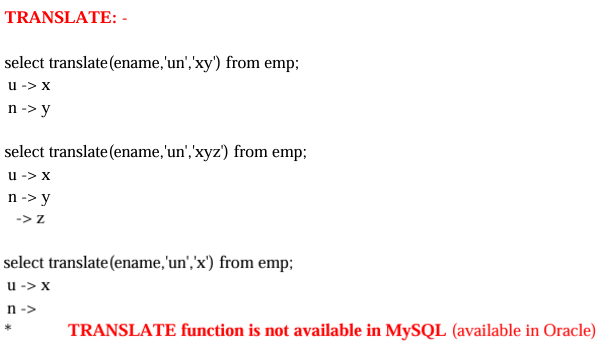 TRANSLATE: -
select translate(ename,'un','xy') from emp;
u -> x
n -> y
select translate(ename,'un','xyz') from emp;
u -> x
n -> y
-> z
select translate(ename,'un','x') from emp;
u -> x
n ->
* TRANSLATE function is not available in MySQL (available in Oracle)